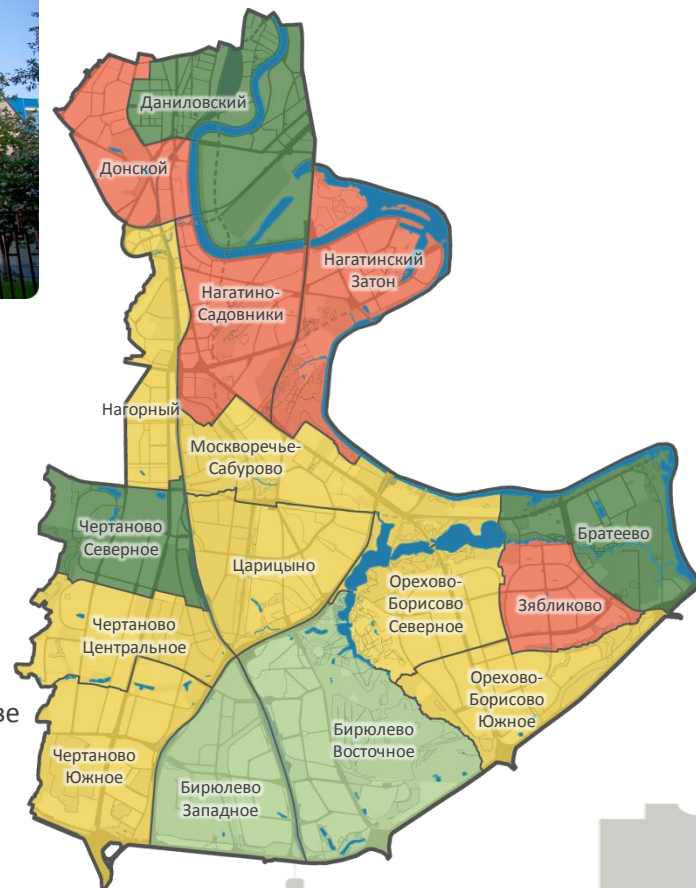 Даниловский
Донской
Нагатинский
Затон
Нагатино-
Садовники
Нагорный
Москворечье-
Сабурово
Чертаново
Северное
Братеево
Царицыно
Орехово-
Борисово
Северное
Зябликово
Чертаново
Центральное
Орехово-
Борисово
Южное
зе
Бирюлево
Восточное
Чертаново
Южное
Бирюлево
Западное